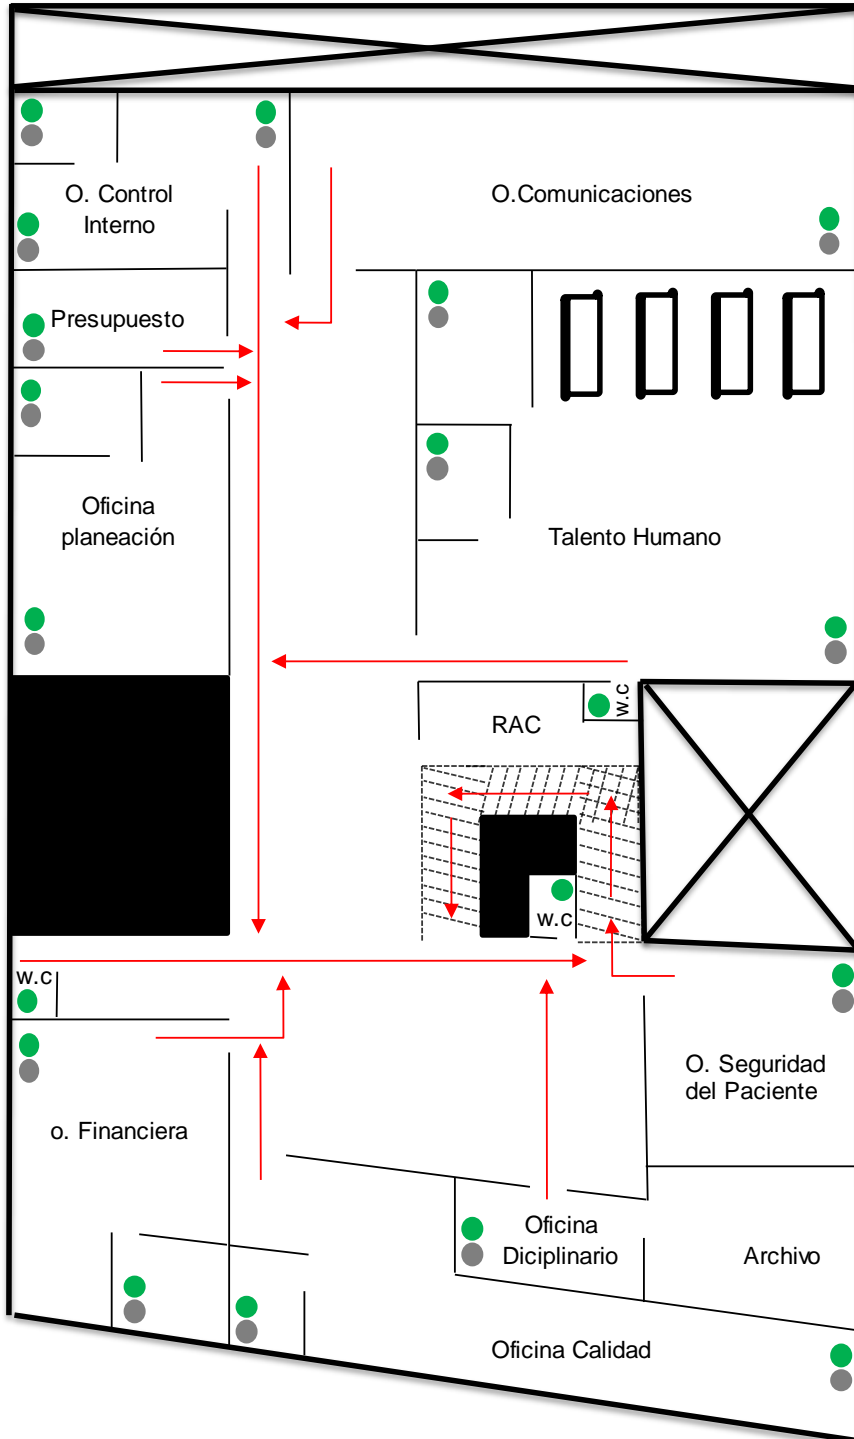 O. Control
Interno
O.Comunicaciones
Presupuesto
Oficina
planeación
Talento Humano
w.c
RAC
w.c
w.c
O. Seguridad
del Paciente
o. Financiera
Oficina
Diciplinario
Archivo
Oficina Calidad